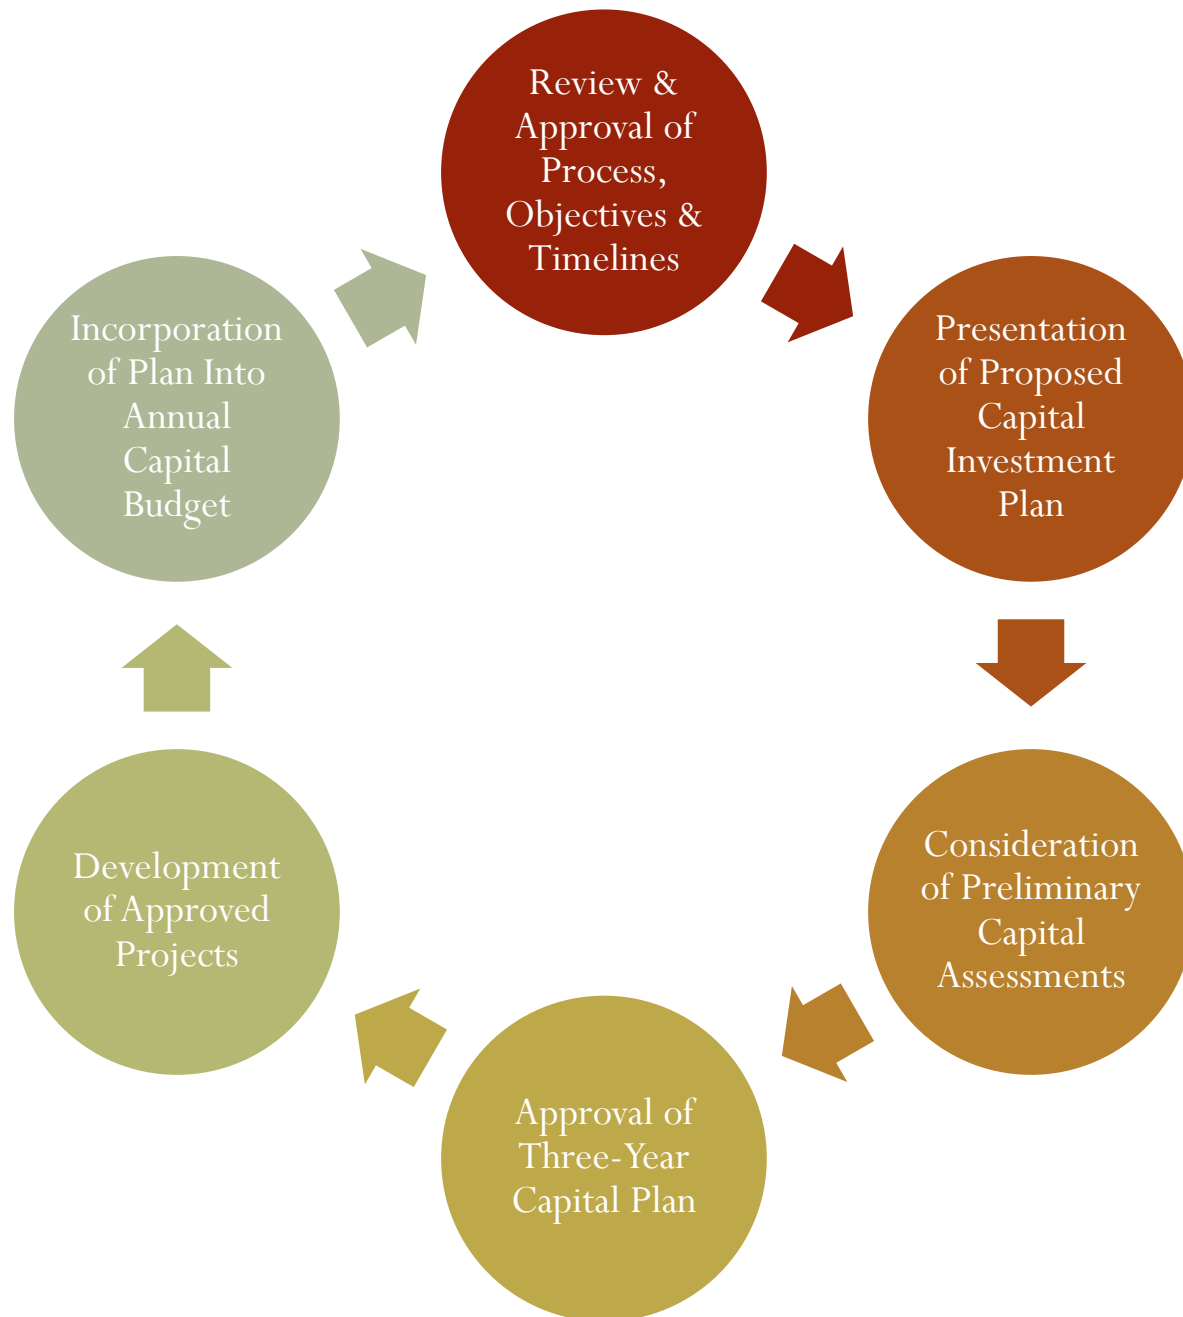 Review &
Approval of
Process,
Objectives &
Timelines
Presentation
of Proposed
Capital
Investment
Plan
Consideration
of Preliminary
Capital
Assessments
Approval of
Three-Year
Capital Plan
Development
of Approved
Projects
Incorporation
of Plan Into
Annual
Capital
Budget